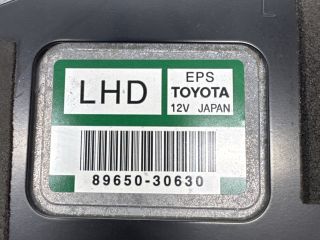 LHD
EPS
TOYOTA
12V JAPAN
89650-30630